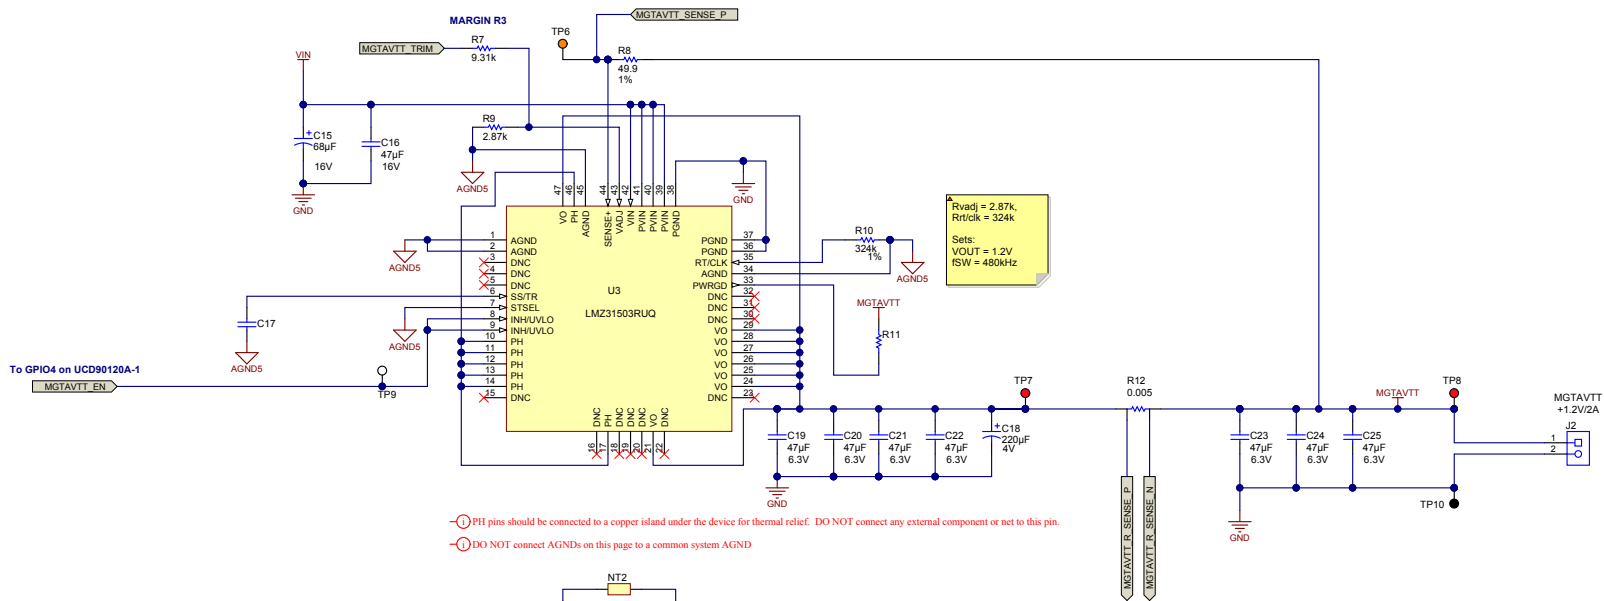 MARGIN R3
MGTAVTT_SENSE_P
TP6
R7
MGTAVTT_TRIM
9.31k
R8
49.9
1%
VIN
R9
2.87k
C15
68µF
16V
C16
47µF
16V
GND
AGND5
47
46
45
44
43
42
41
40
39
38
GND
VO
PH
AGND
SENSE+
VADJ
VIN
PVIN
PVIN
PVIN
PGND
Rvadj = 2.87k,
Rrt/clk = 324k
Sets:
VOUT = 1.2V
fSW = 480kHz
R10
324k
1%
AGND5
AGND5
1 AGND
2 AGND
3 DNC
4 DNC
5 DNC
6 SS/TR
7 STSEL
8 INH/UVLO
9 INH/UVLO
10 PH
11 PH
12 PH
13 PH
14 PH
15 DNC
U3
LMZ31503RUQ
PGND 37
PGND 36
RT/CLK 35
AGND 34
PWRGD 33
DNC 32
DNC 31
DNC 30
VO 29
VO 28
VO 27
VO 26
VO 25
VO 24
DNC 23
DNC
PH
DNC
DNC
DNC
VO
DNC
16
17
18
19
20
21
22
C17
AGND5
AGND5
MGTAVTT
R11
To GPIO4 on UCD90120A-1
MGTAVTT_EN
TP9
TP7
R12
0.005
MGTAVTT
TP8
MGTAVTT
+1.2V/2A
J2
1
2
C19
47µF
6.3V
C20
47µF
6.3V
C21
47µF
6.3V
C22
47µF
6.3V
C18
220µF
4V
C23
47µF
6.3V
C24
47µF
6.3V
C25
47µF
6.3V
GND
MGTAVTT_R_SENSE_P
MGTAVTT_R_SENSE_N
TP10
GND
i PH pins should be connected to a copper island under the device for thermal relief. DO NOT connect any external component or net to this pin.
i DO NOT connect AGNDs on this page to a common system AGND
NT2